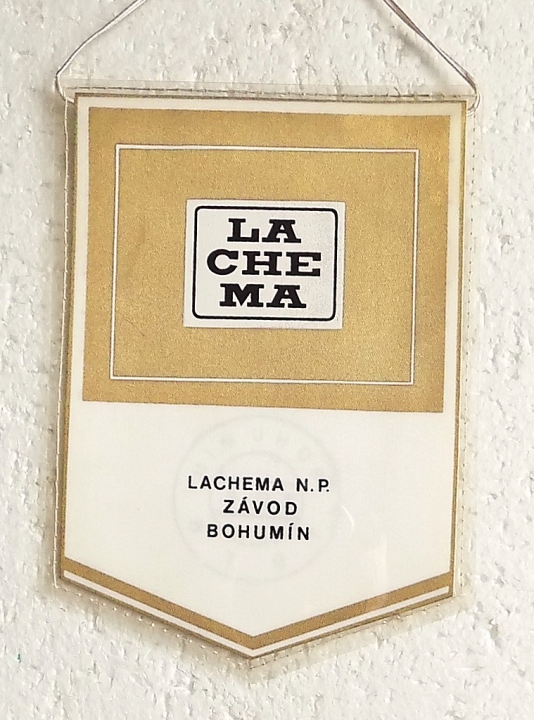 LA
CHE
MA
LACHEMA N.P.
ZÁVOD
BOHUMÍN